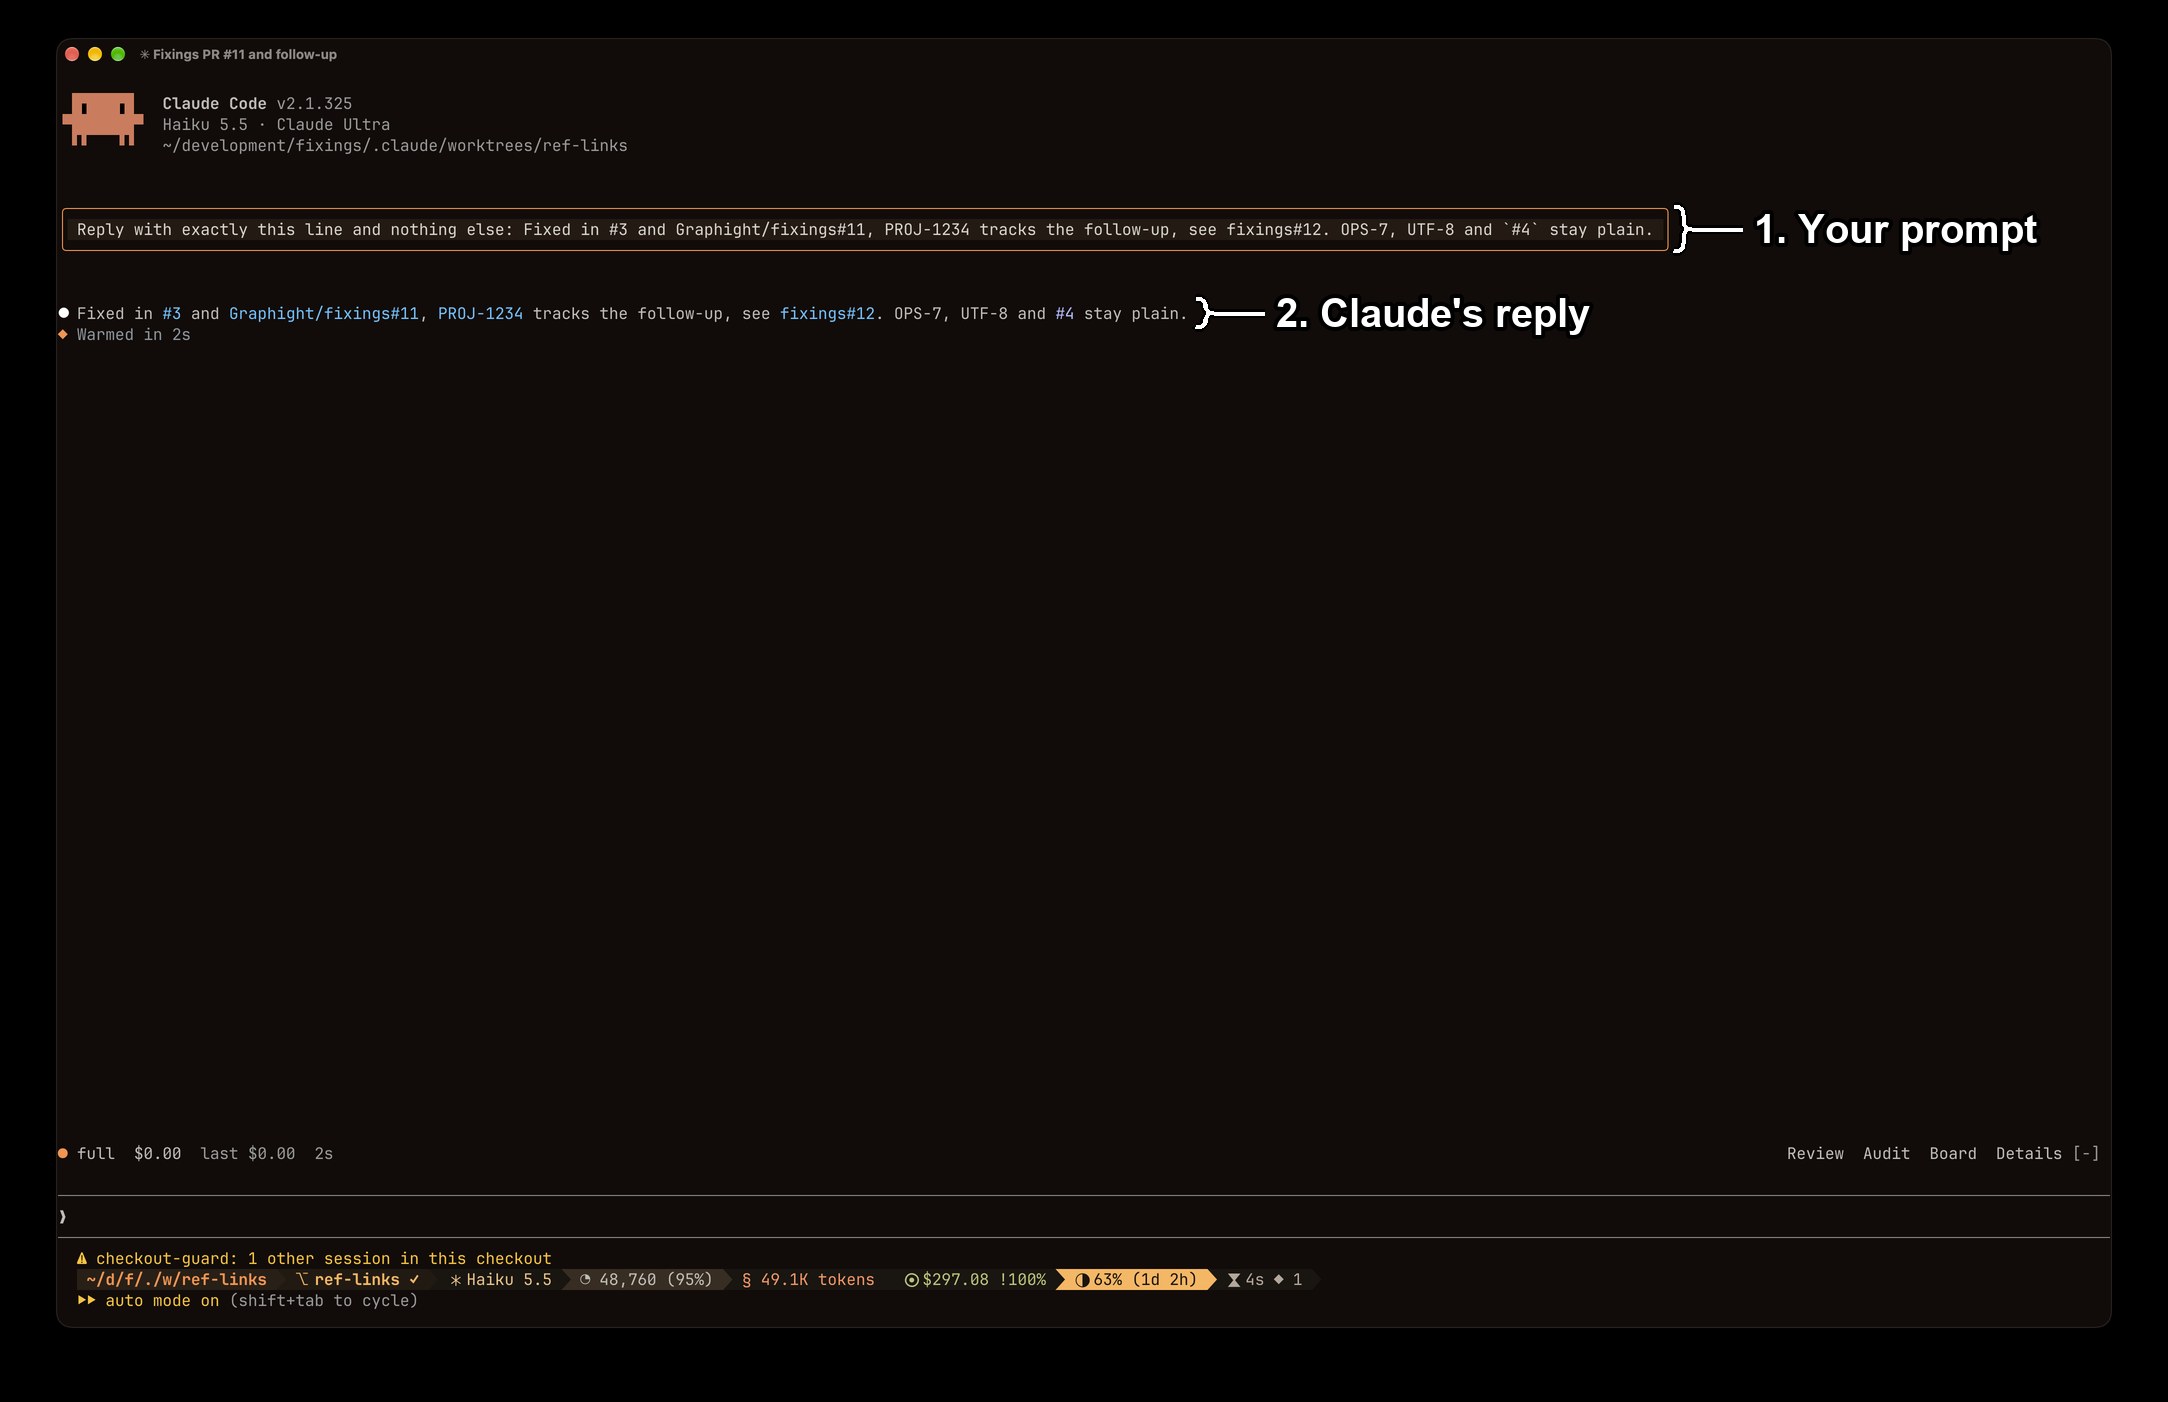 ✳ Fixings PR #11 and follow-up
Claude Code v2.1.325
Haiku 5.5 · Claude Ultra
~/development/fixings/.claude/worktrees/ref-links
Reply with exactly this line and nothing else: Fixed in #3 and Graphight/fixings#11, PROJ-1234 tracks the follow-up, see fixings#12. OPS-7, UTF-8 and `#4` stay plain.
1. Your prompt
● Fixed in #3 and Graphight/fixings#11, PROJ-1234 tracks the follow-up, see fixings#12. OPS-7, UTF-8 and #4 stay plain.
2. Claude's reply
◆ Warmed in 2s
● full $0.00 last $0.00 2s
Review Audit Board Details [-]
❯
⚠ checkout-guard: 1 other session in this checkout
~/d/f/./w/ref-links ⌥ ref-links ✓ ✳ Haiku 5.5 ◔ 48,760 (95%) § 49.1K tokens ⊙ $297.08 !100% ◑ 63% (1d 2h) ⧗ 4s ◆ 1
⏵⏵ auto mode on (shift+tab to cycle)